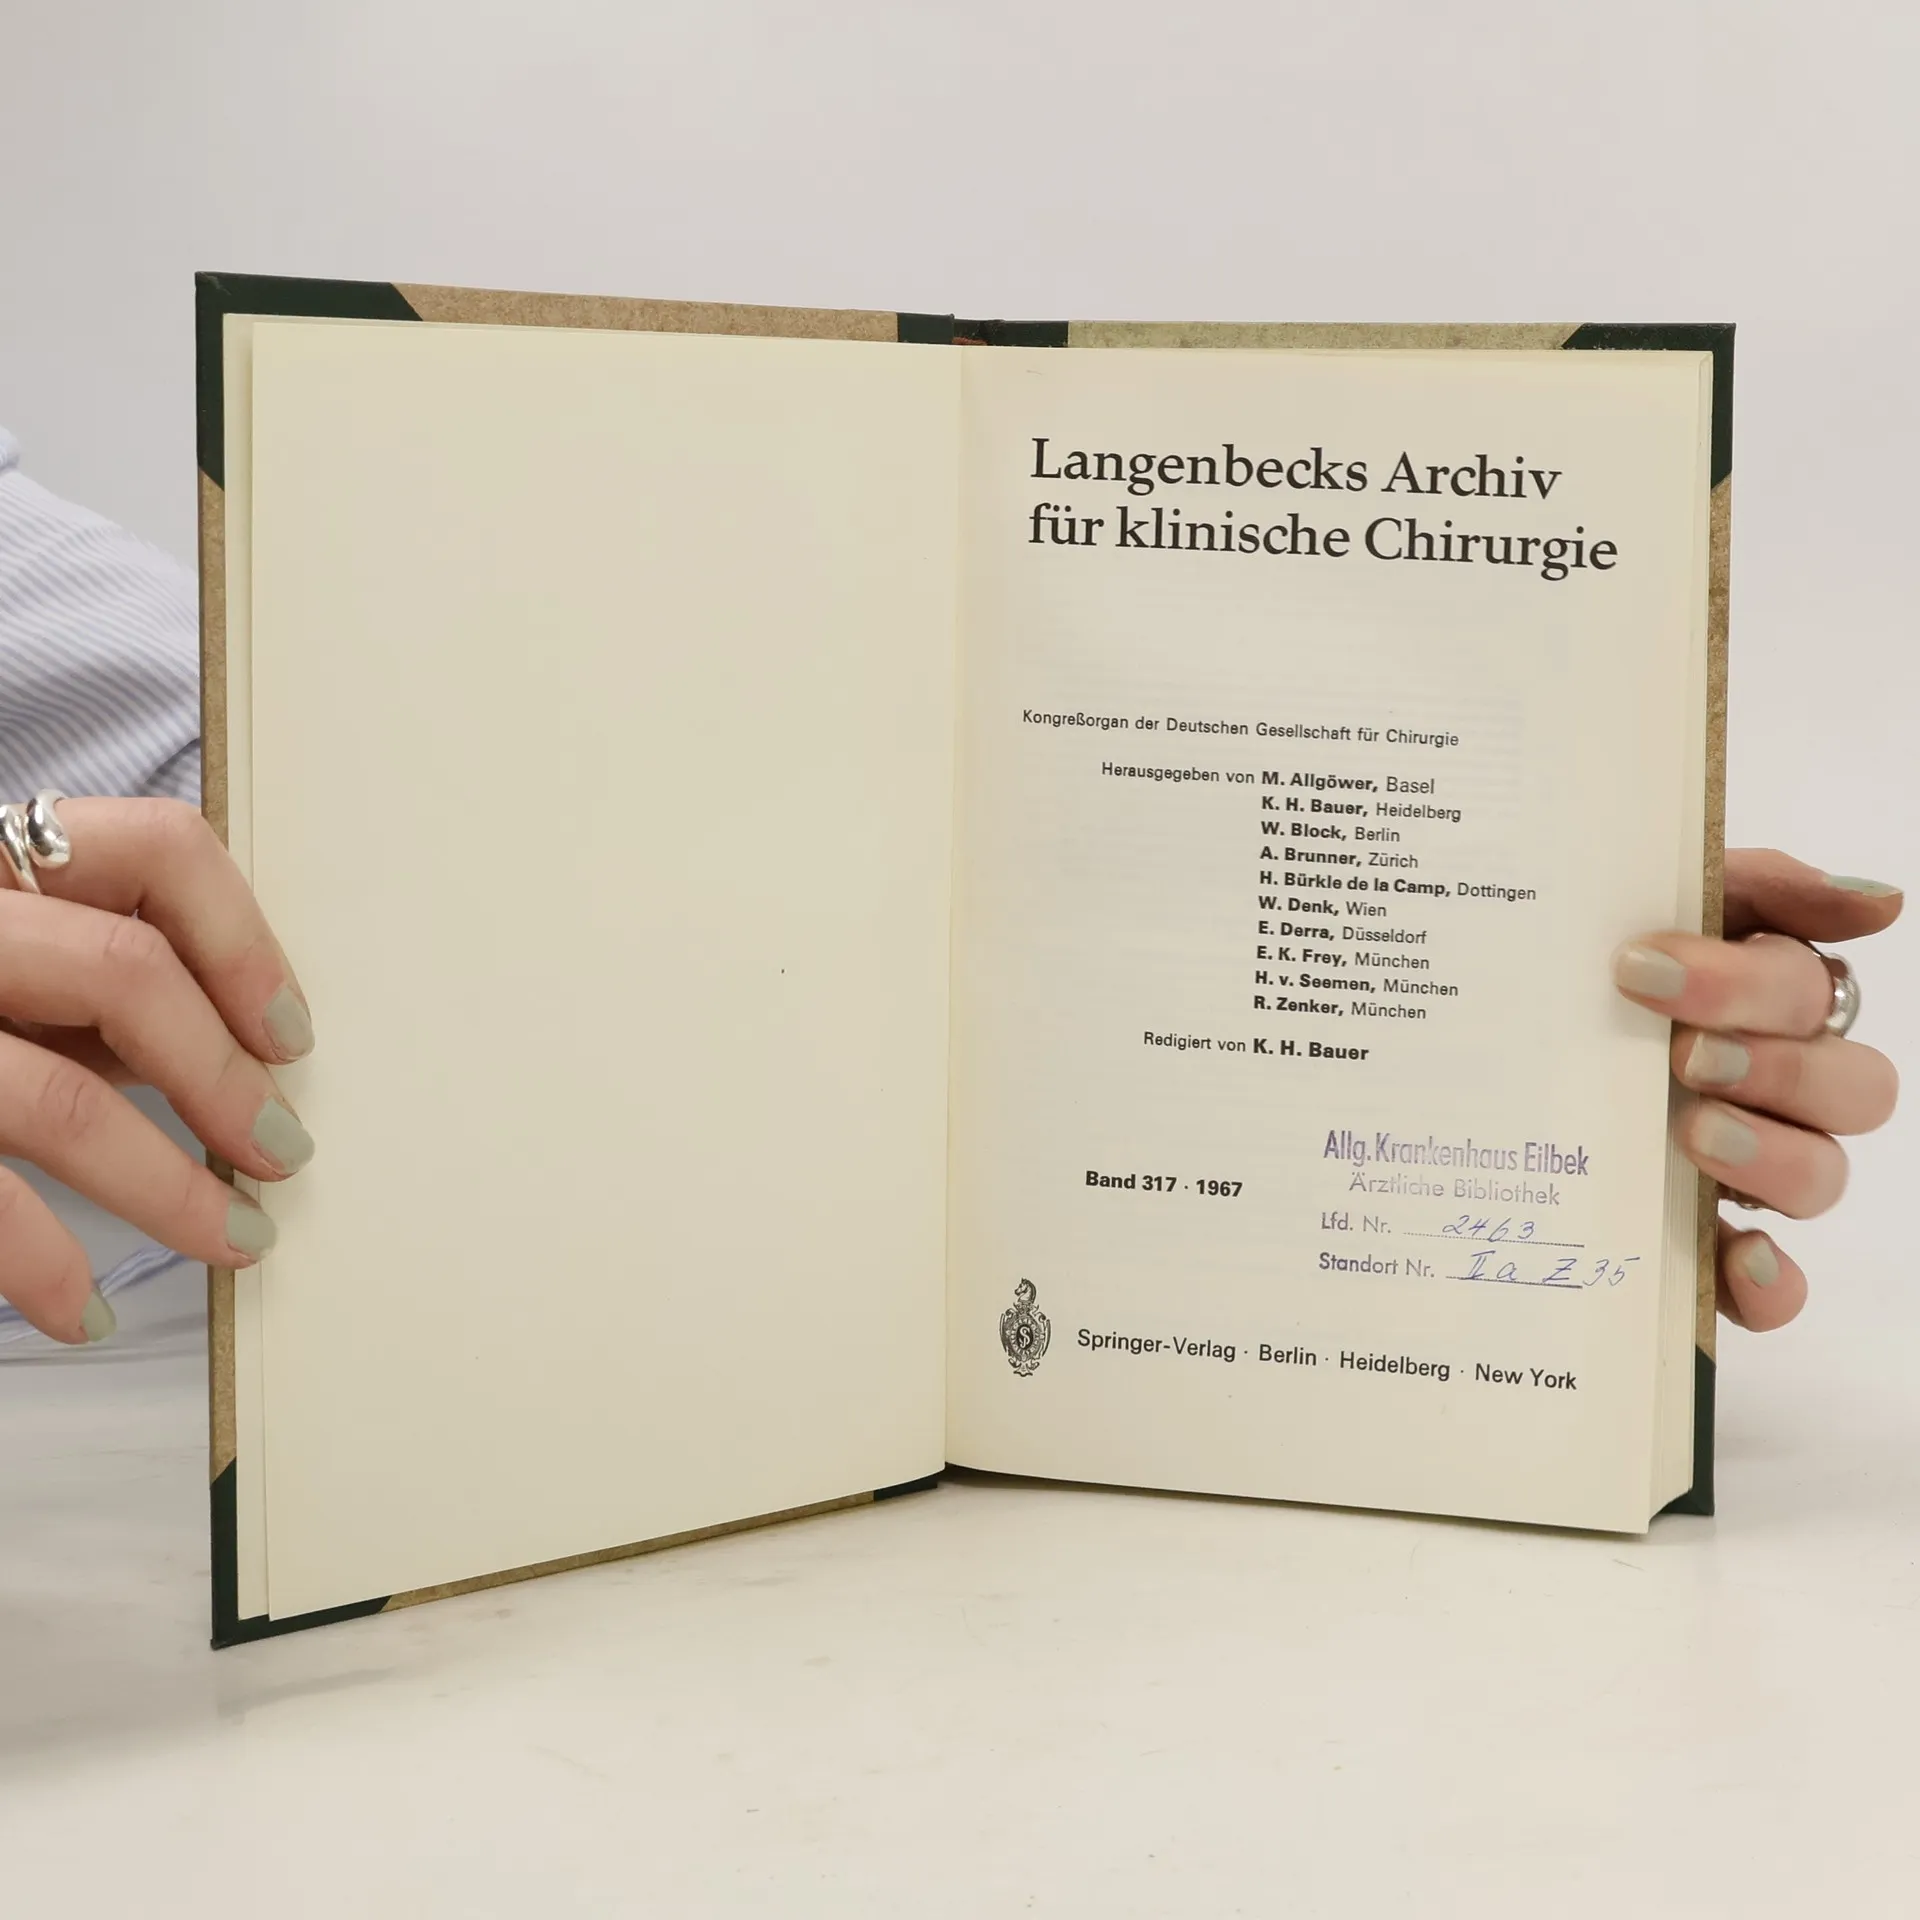 Langenbecks Archiv
für klinische Chirurgie
Kongreßorgan der Deutschen Gesellschaft für Chirurgie
Herausgegeben von M. Allgöwer, Basel
K. H. Bauer, Heidelberg
W. Block, Berlin
A. Brunner, Zürich
H. Bürkle de la Camp, Dottingen
W. Denk, Wien
E. Derra, Düsseldorf
E. K. Frey, München
H. v. Seemen, München
R. Zenker, München
Redigiert von K. H. Bauer
Band 317 · 1967
Allg. Krankenhaus Eilbek
Ärztliche Bibliothek
Lfd. Nr. 2463
Standort Nr. II a Z 35
Springer-Verlag · Berlin · Heidelberg · New York